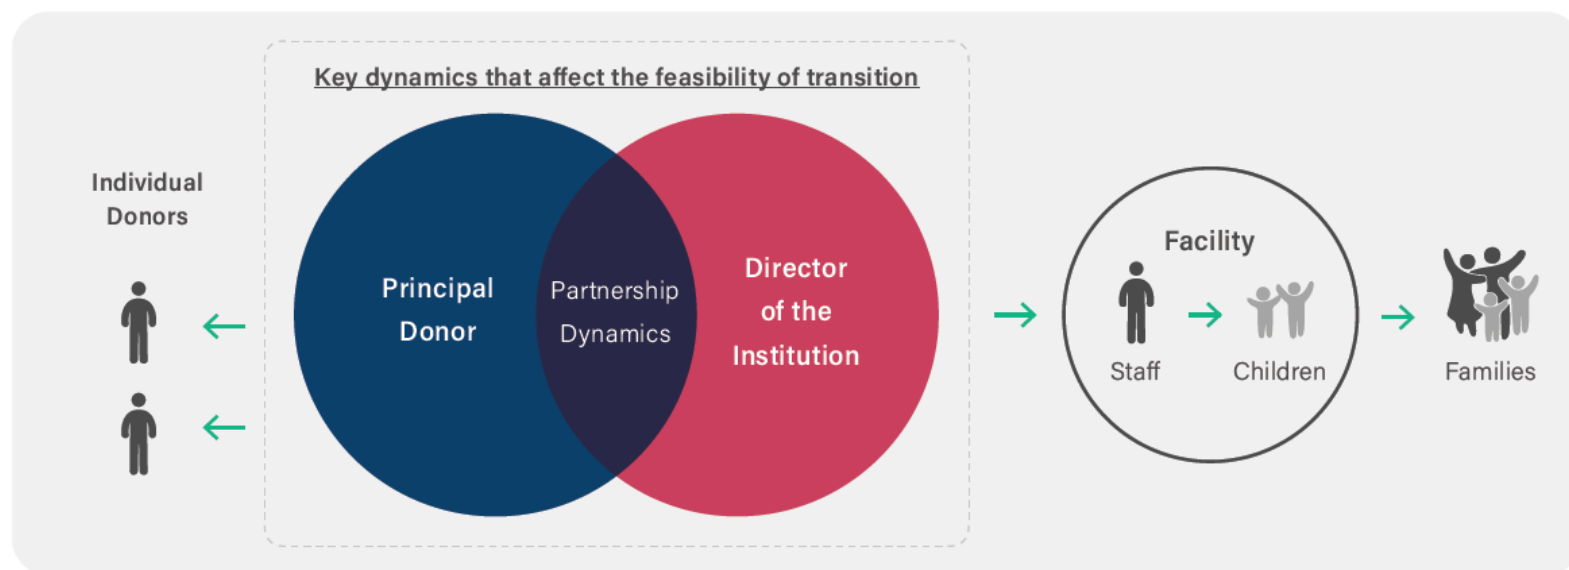 Key dynamics that affect the feasibility of transition
Individual
Donors
Principal
Donor
Partnership
Dynamics
Director
of the
Institution
Facility
Staff
Children
Families